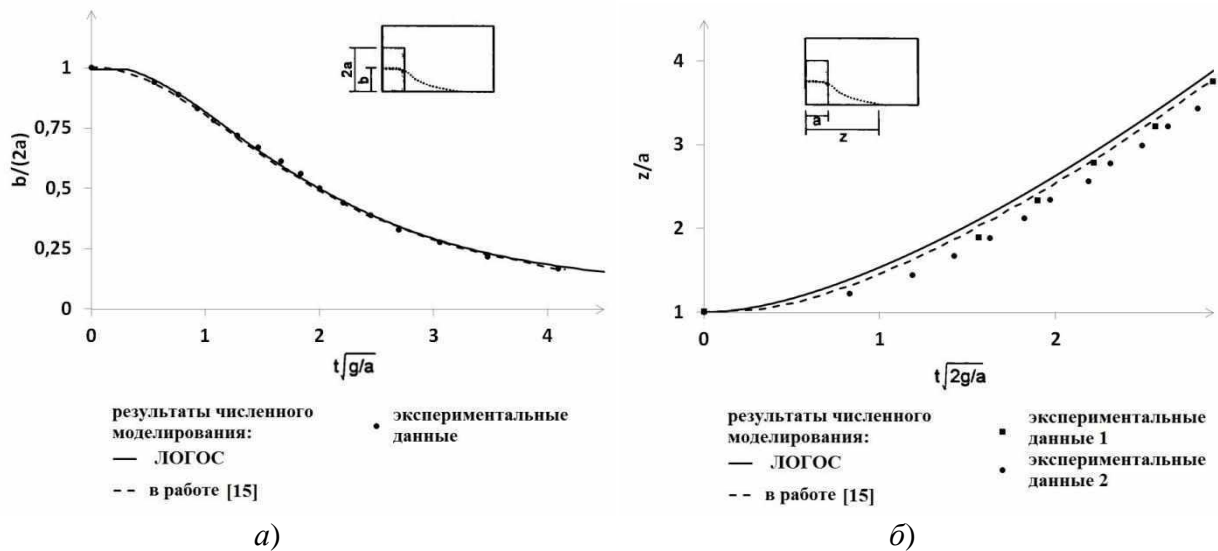 2a
b
1
0,75
0,5
0,25
0
b/(2a)
0
1
2
3
4
t√g/a
результаты численного
моделирования:
ЛОГОС
в работе [15]
экспериментальные
данные
а)
a
z
4
3
2
1
z/a
0
1
2
t√2g/a
результаты численного
моделирования:
ЛОГОС
в работе [15]
экспериментальные
данные 1
экспериментальные
данные 2
б)